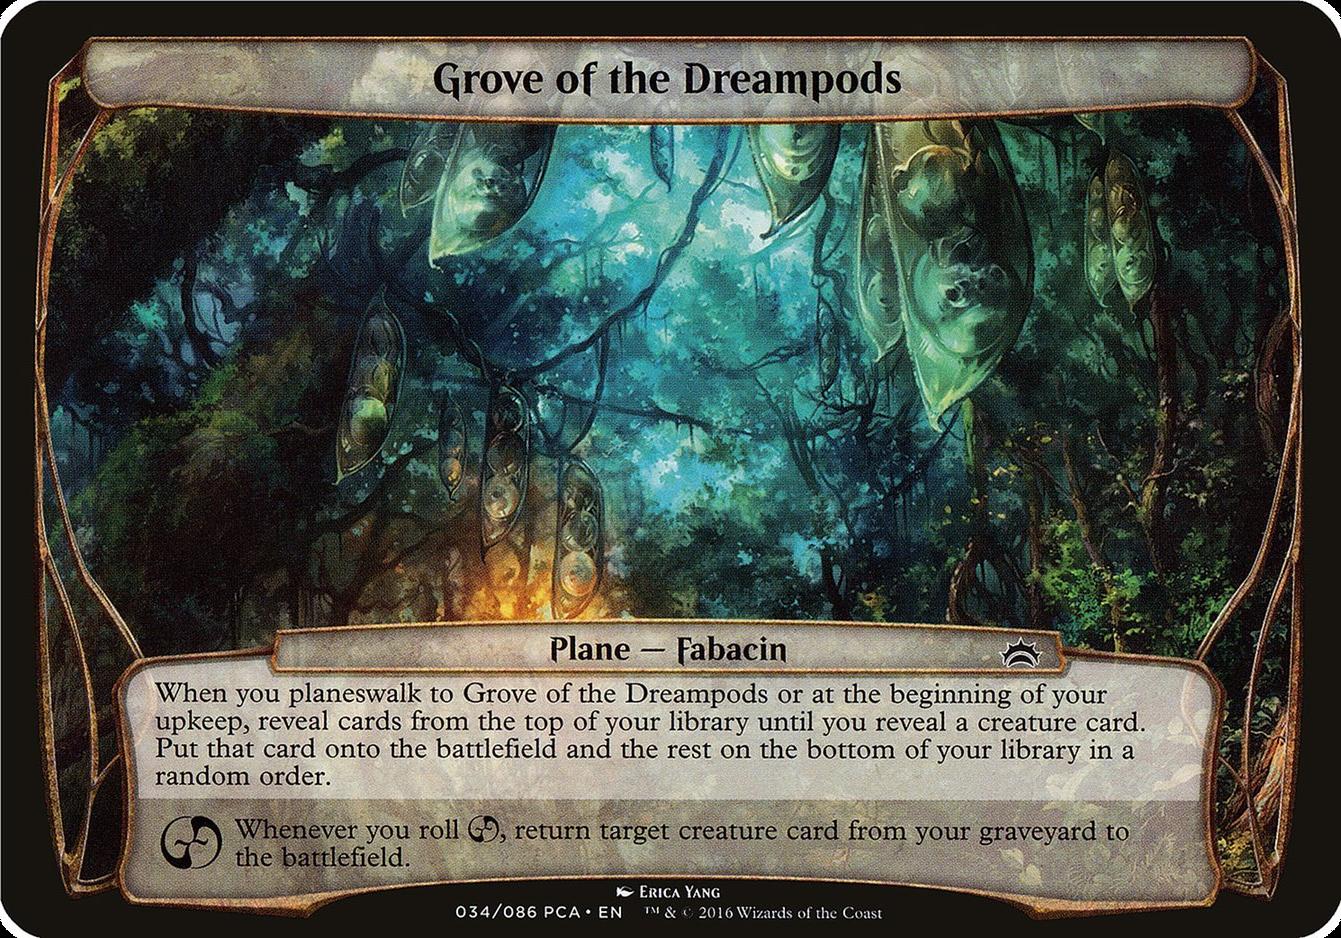 Grove of the Dreampods
Plane — Fabacin
When you planeswalk to Grove of the Dreampods or at the beginning of your
upkeep, reveal cards from the top of your library until you reveal a creature card.
Put that card onto the battlefield and the rest on the bottom of your library in a
random order.
Whenever you roll , return target creature card from your graveyard to
the battlefield.
Erica Yang
034/086 PCA • EN ™ & © 2016 Wizards of the Coast